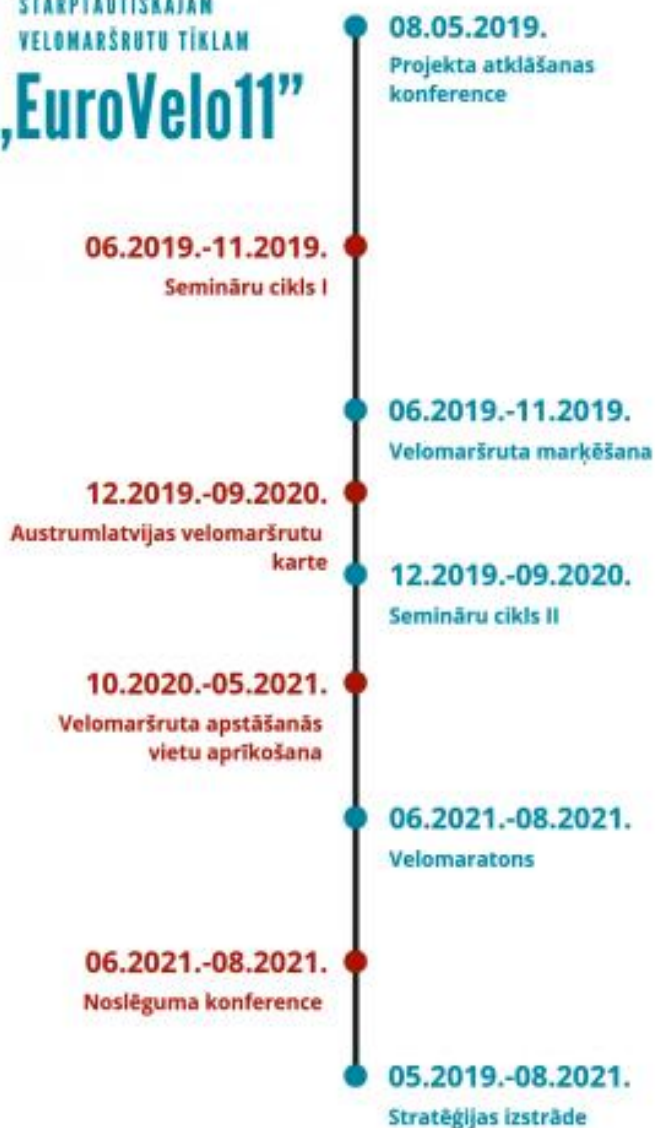 STARPTAUTISKAJAM
VELOMARŠRUTU TĪKLAM
„EuroVelo11”
08.05.2019.
Projekta atklāšanas
konference
06.2019.-11.2019.
Semināru cikls I
06.2019.-11.2019.
Velomaršruta marķēšana
12.2019.-09.2020.
Austrumlatvijas velomaršrutu
karte
12.2019.-09.2020.
Semināru cikls II
10.2020.-05.2021.
Velomaršruta apstāšanās
vietu aprīkošana
06.2021.-08.2021.
Velomaratons
06.2021.-08.2021.
Noslēguma konference
05.2019.-08.2021.
Stratēģijas izstrāde